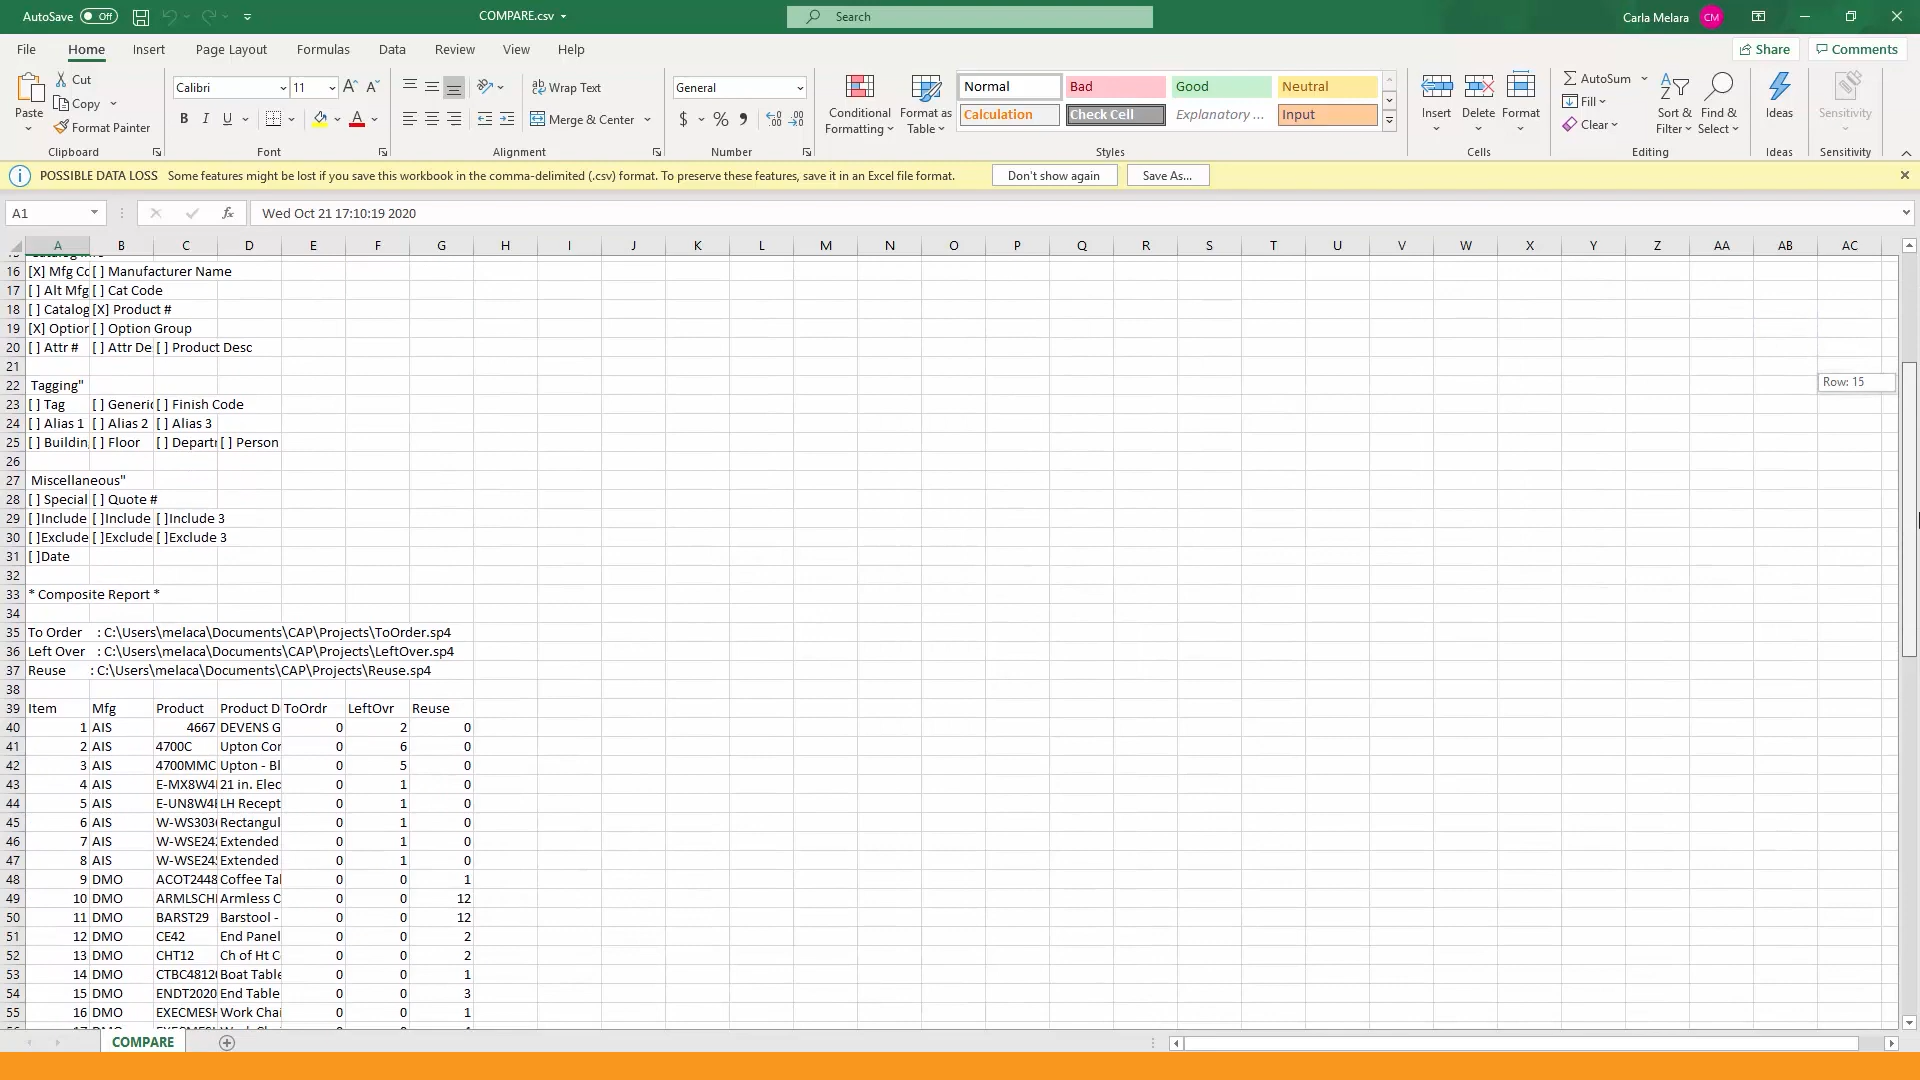 AutoSave Off COMPARE.csv Search Carla Melara CM
File Home Insert Page Layout Formulas Data Review View Help Share Comments
Paste Cut Copy Format Painter Clipboard
Calibri 11 B I U Font
Wrap Text Merge & Center Alignment
General $ % Number
Conditional Formatting Format as Table Normal Bad Good Neutral Calculation Check Cell Explanatory ... Input Styles
Insert Delete Format Cells
AutoSum Fill Clear Sort & Filter Find & Select Editing
Ideas Ideas
Sensitivity Sensitivity
POSSIBLE DATA LOSS Some features might be lost if you save this workbook in the comma-delimited (.csv) format. To preserve these features, save it in an Excel file format. Don't show again Save As...
A1 fx Wed Oct 21 17:10:19 2020
A B C D E F G H I J K L M N O P Q R S T U V W X Y Z AA AB AC
16 [X] Mfg Cc [ ] Manufacturer Name
17 [ ] Alt Mfg [ ] Cat Code
18 [ ] Catalog [X] Product #
19 [X] Option [ ] Option Group
20 [ ] Attr # [ ] Attr De [ ] Product Desc
21
22 Tagging"
Row: 15
23 [ ] Tag [ ] Generic [ ] Finish Code
24 [ ] Alias 1 [ ] Alias 2 [ ] Alias 3
25 [ ] Buildin [ ] Floor [ ] Departr [ ] Person
26
27 Miscellaneous"
28 [ ] Special [ ] Quote #
29 [ ]Include [ ]Include [ ]Include 3
30 [ ]Exclude [ ]Exclude [ ]Exclude 3
31 [ ]Date
32
33 * Composite Report *
34
35 To Order : C:\Users\melaca\Documents\CAP\Projects\ToOrder.sp4
36 Left Over : C:\Users\melaca\Documents\CAP\Projects\LeftOver.sp4
37 Reuse : C:\Users\melaca\Documents\CAP\Projects\Reuse.sp4
38
39 Item Mfg Product Product D ToOrdr LeftOvr Reuse
40 1 AIS 4667 DEVENS G 0 2 0
41 2 AIS 4700C Upton Cor 0 6 0
42 3 AIS 4700MMC Upton - Bl 0 5 0
43 4 AIS E-MX8W4 21 in. Elec 0 1 0
44 5 AIS E-UN8W4 LH Recept 0 1 0
45 6 AIS W-WS303 Rectangul 0 1 0
46 7 AIS W-WSE24 Extended 0 1 0
47 8 AIS W-WSE24 Extended 0 1 0
48 9 DMO ACOT2448 Coffee Tal 0 0 1
49 10 DMO ARMLSCH Armless C 0 0 12
50 11 DMO BARST29 Barstool - 0 0 12
51 12 DMO CE42 End Panel 0 0 2
52 13 DMO CHT12 Ch of Ht C 0 0 2
53 14 DMO CTBC4812 Boat Table 0 0 1
54 15 DMO ENDT2020 End Table 0 0 3
55 16 DMO EXECMESH Work Chai 0 0 1
COMPARE